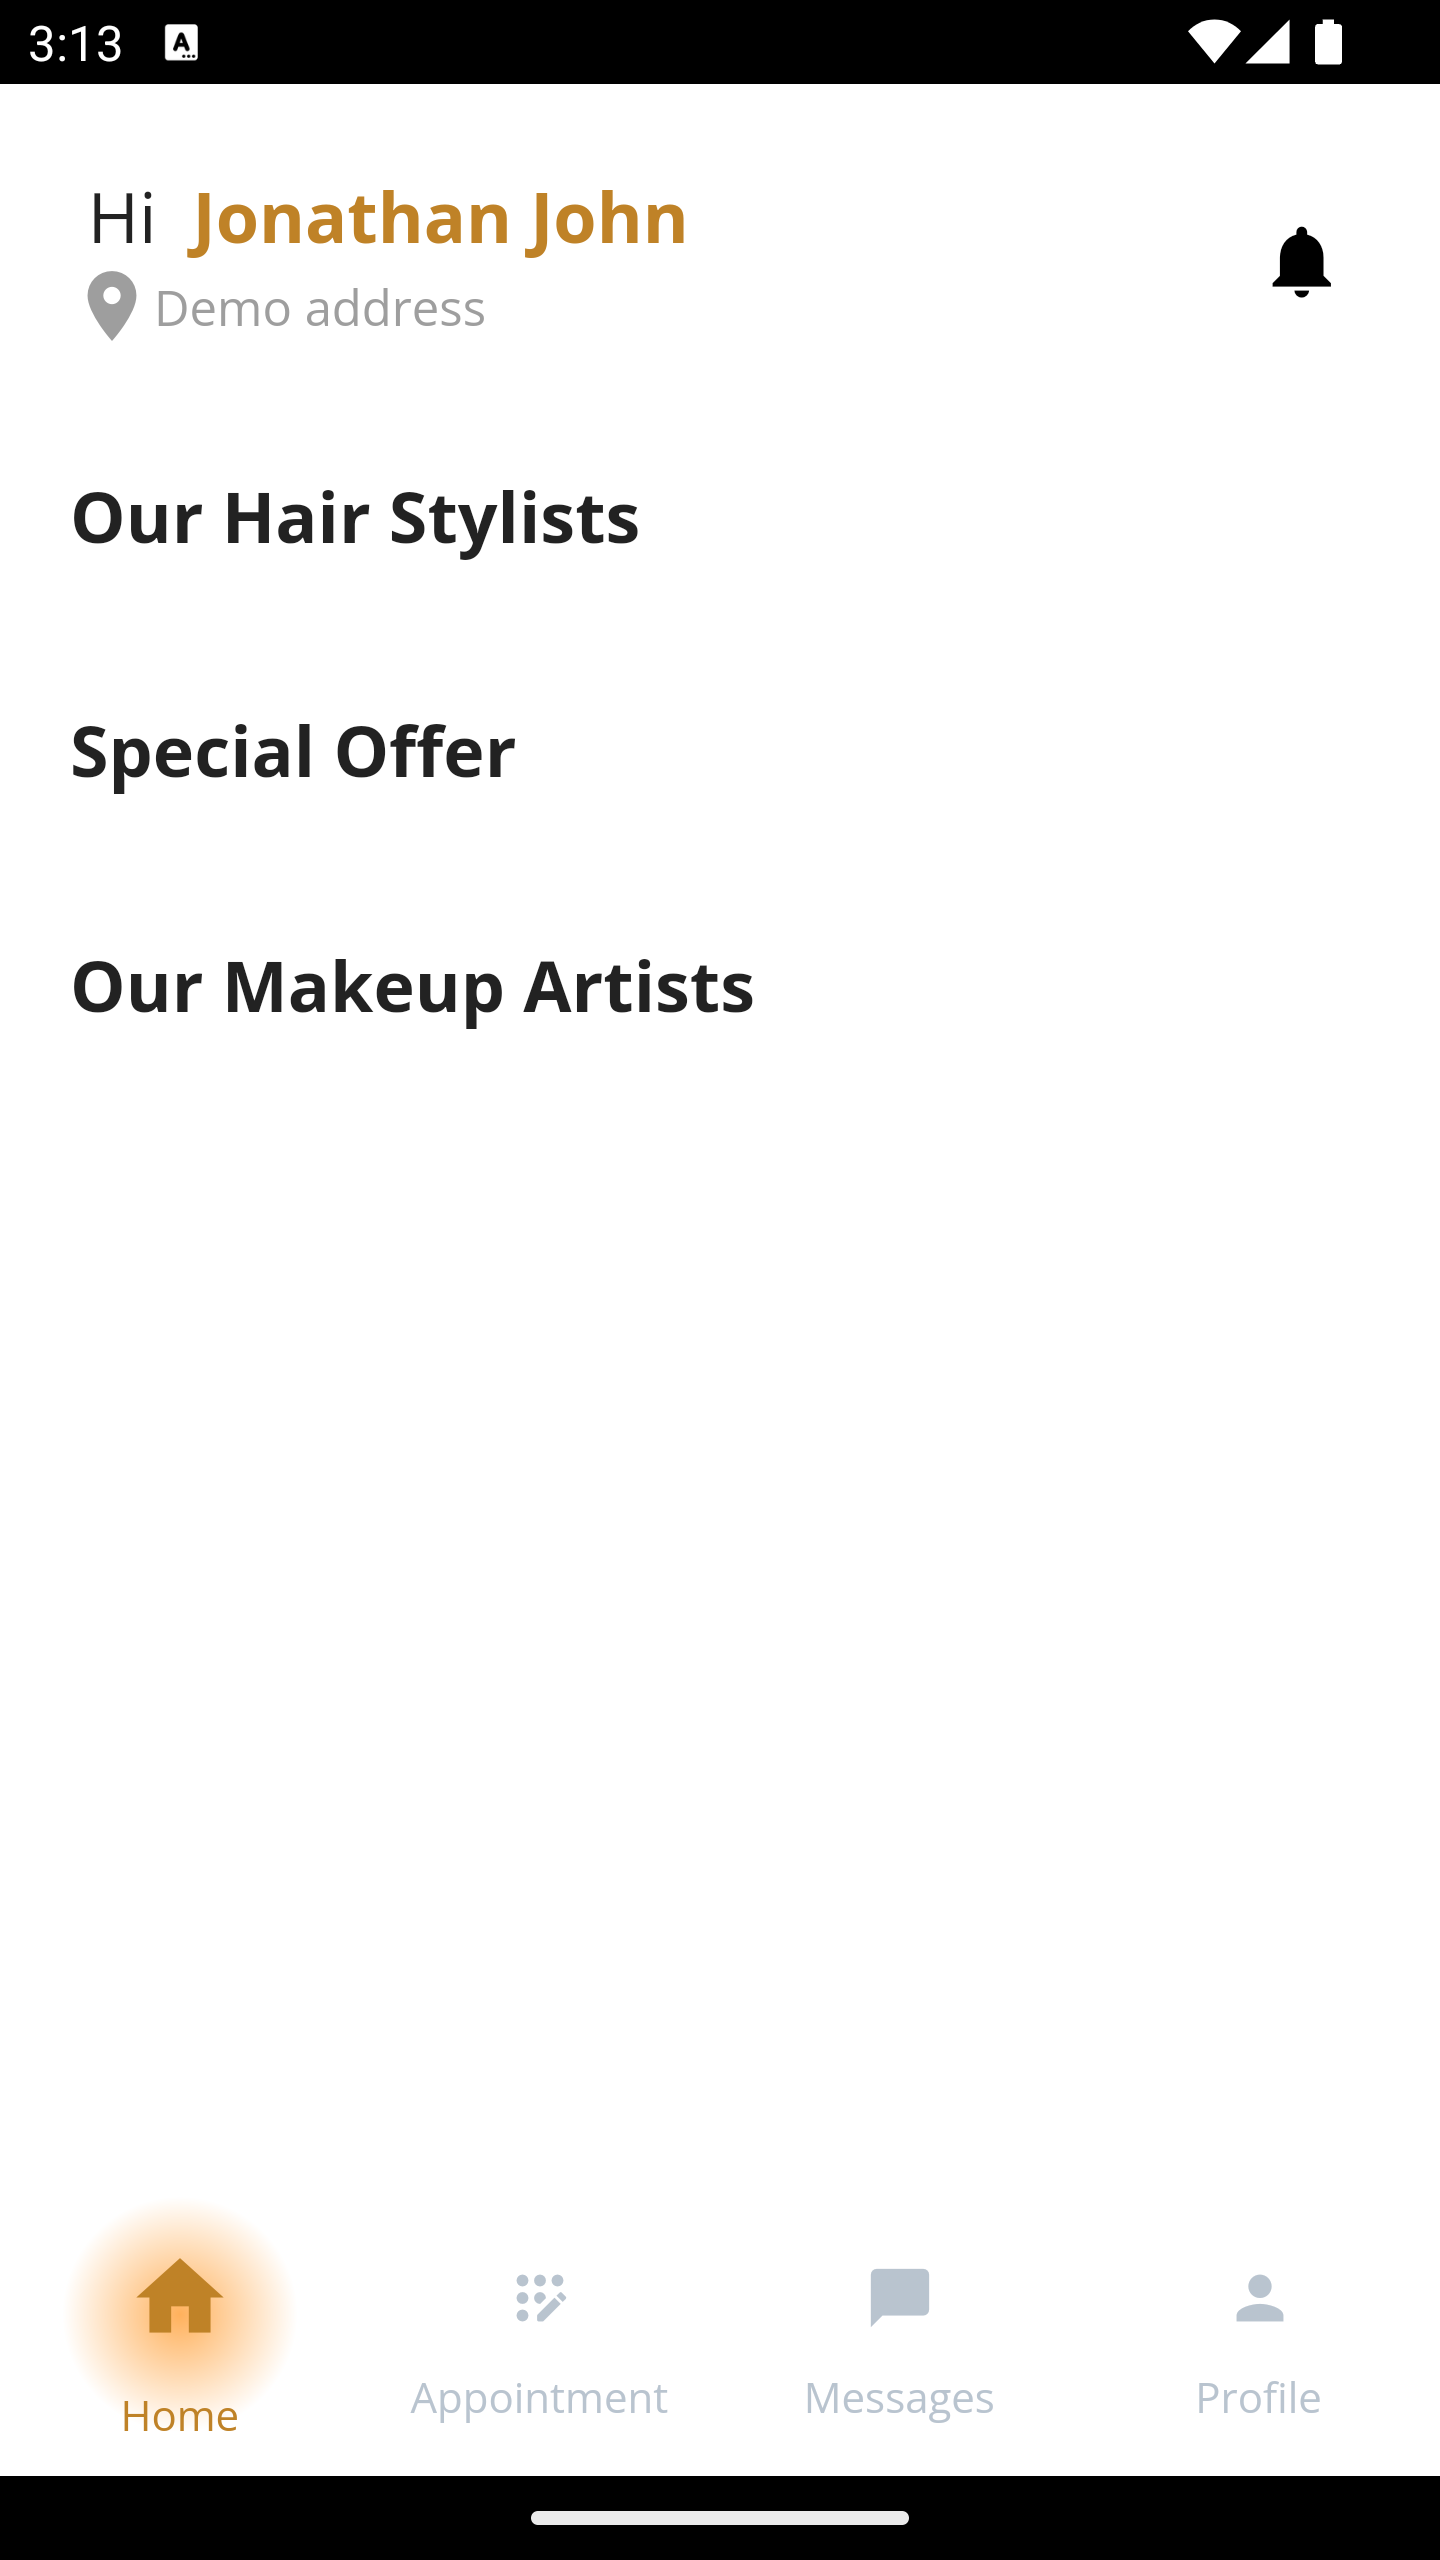 3:13
Hi Jonathan John
Demo address
Our Hair Stylists
Special Offer
Our Makeup Artists
Home
Appointment
Messages
Profile